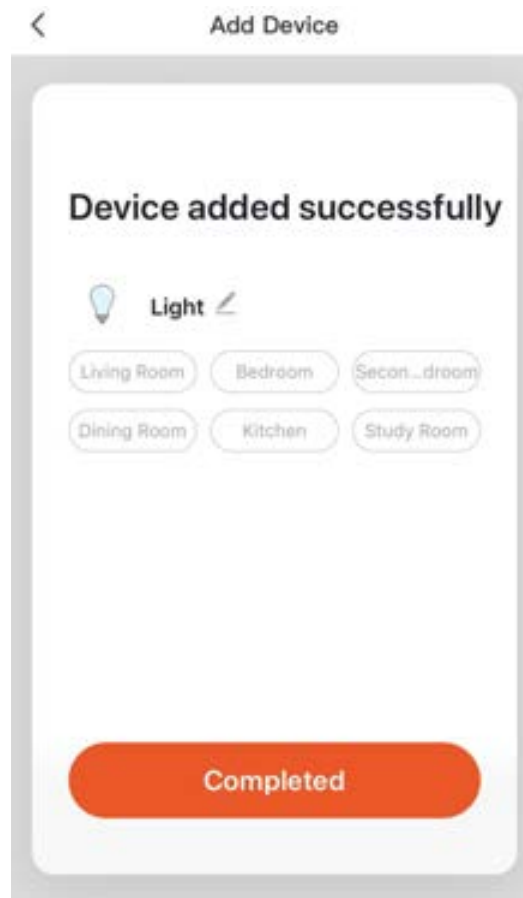 Add Device
Device added successfully
Light
Living Room Bedroom Secon...droom
Dining Room Kitchen Study Room
Completed